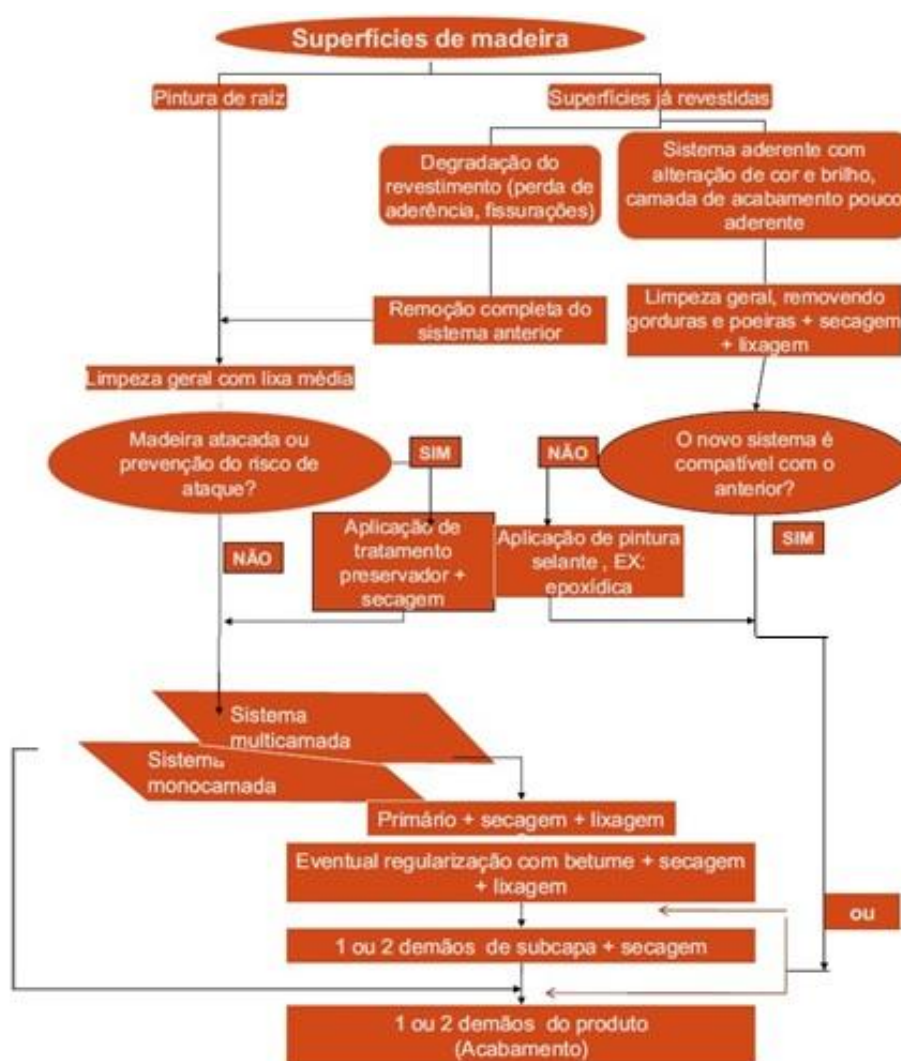 Superfícies de madeira
Pintura de raíz
Superfícies já revestidas
Degradação do
revestimento (perda de
aderência, fissurações)
Sistema aderente com
alteração de cor e brilho,
camada de acabamento pouco
aderente
Remoção completa do
sistema anterior
Limpeza geral, removendo
gorduras e poeiras + secagem
+ lixagem
Limpeza geral com lixa média
Madeira atacada ou
prevenção do risco de
ataque?
SIM
NÃO
O novo sistema é
compatível com o
anterior?
NÃO
Aplicação de
tratamento
preservador +
secagem
Aplicação de pintura
selante , EX:
epoxídica
SIM
Sistema
multicamada
Sistema
monocamada
Primário + secagem + lixagem
Eventual regularização com betume + secagem
+ lixagem
ou
1 ou 2 demãos de subcapa + secagem
1 ou 2 demãos do produto
(Acabamento)